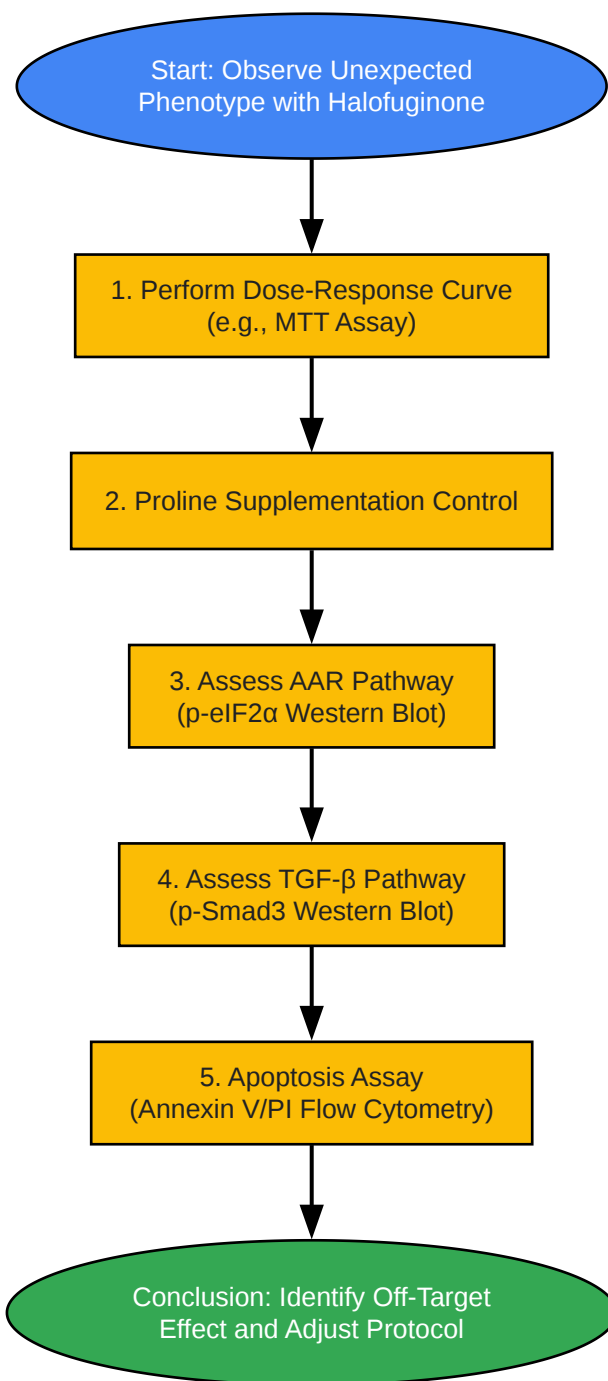 Start: Observe Unexpected
Phenotype with Halofuginone
1. Perform Dose-Response Curve
(e.g., MTT Assay)
2. Proline Supplementation Control
3. Assess AAR Pathway
(p-eIF2α Western Blot)
4. Assess TGF-β Pathway
(p-Smad3 Western Blot)
5. Apoptosis Assay
(Annexin V/PI Flow Cytometry)
Conclusion: Identify Off-Target
Effect and Adjust Protocol